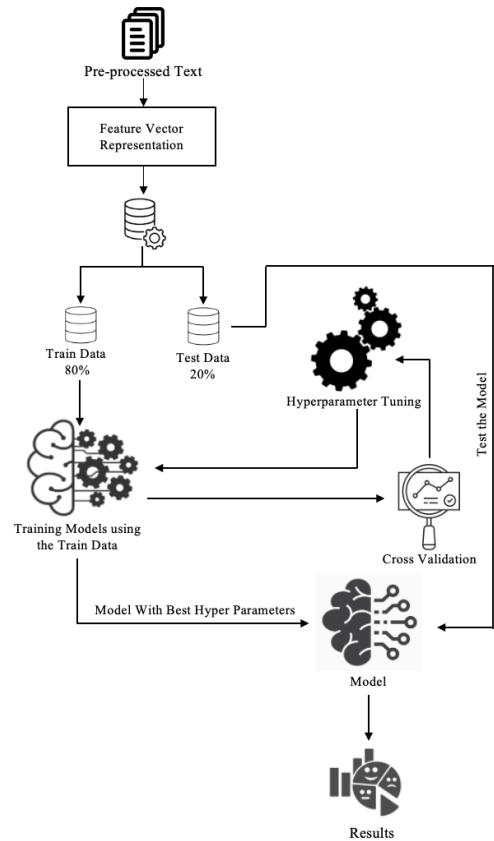 Pre-processed Text
Feature Vector
Representation
Train Data
80%
Test Data
20%
Hyperparameter Tuning
Test the Model
Training Models using
the Train Data
Cross Validation
Model With Best Hyper Parameters
Model
Results